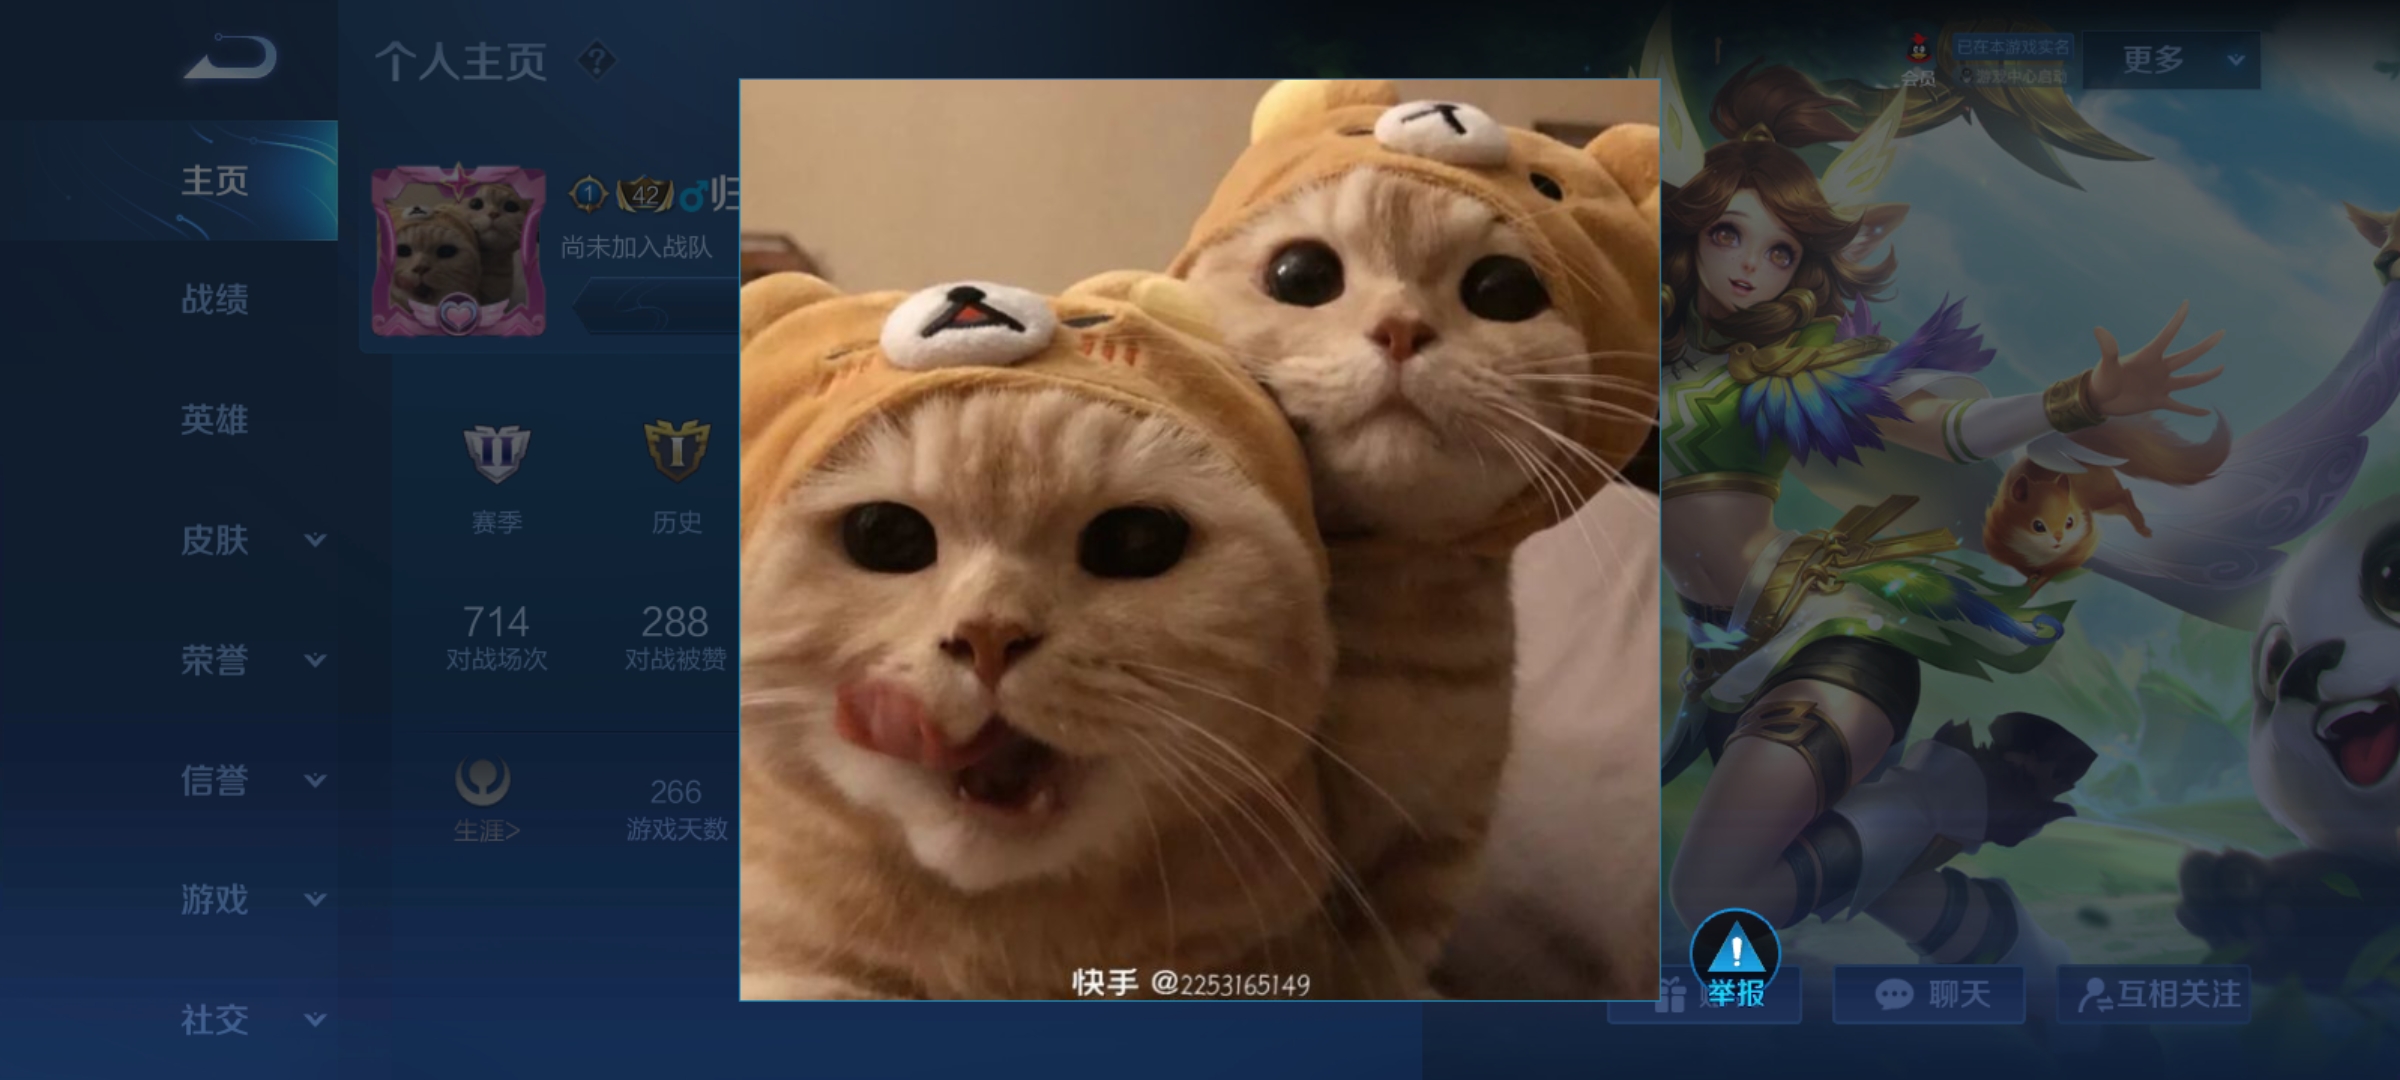 个人主页 ?
会员
已在本游戏实名
游戏中心启动
更多
主页
战绩
英雄
皮肤
荣誉
信誉
游戏
社交
1 42 归
尚未加入战队
II
I
赛季
历史
714
288
对战场次
对战被赞
266
生涯>
游戏天数
快手 @2253165149
举报
聊天
互相关注